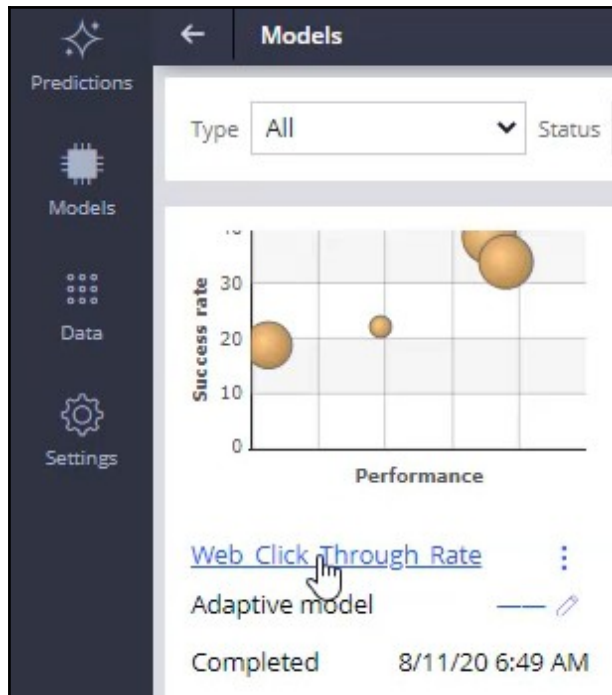 Models
Predictions
Type All Status
Models
Success rate
30
20
10
0
Data
Performance
Settings
Web Click Through Rate
Adaptive model
Completed 8/11/20 6:49 AM